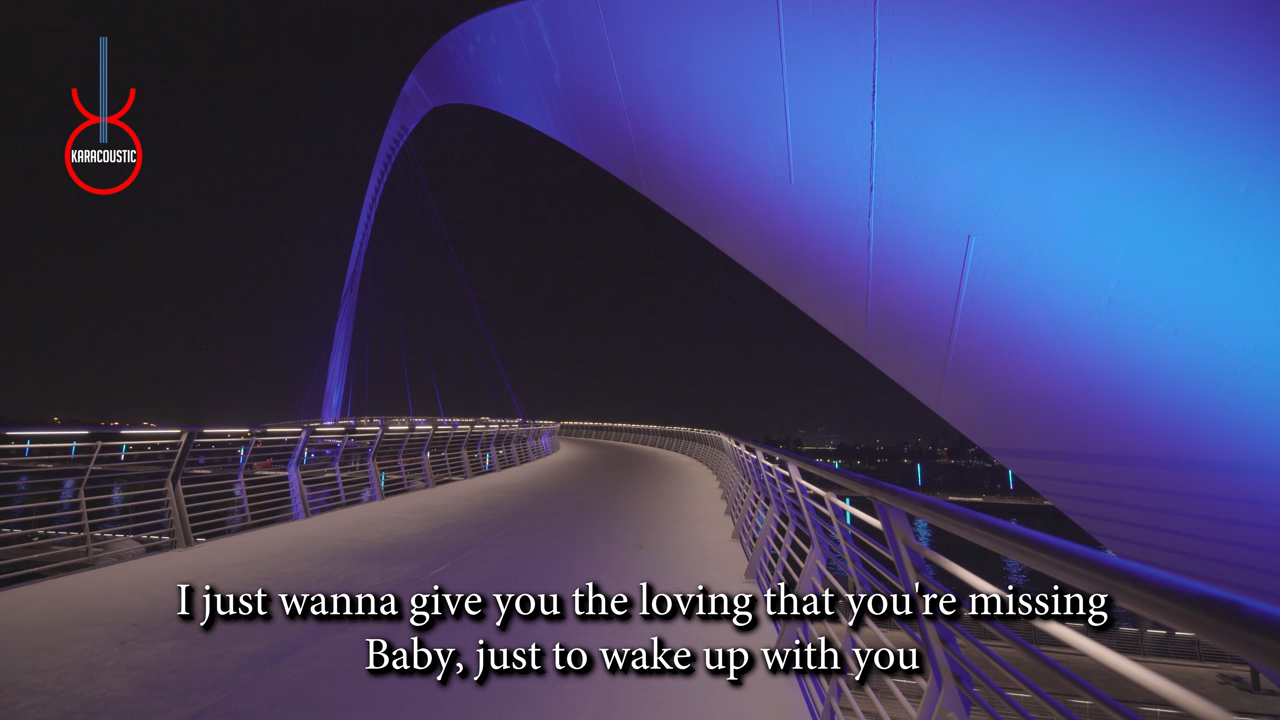 KARACOUSTIC
I just wanna give you the loving that you're missing
Baby, just to wake up with you